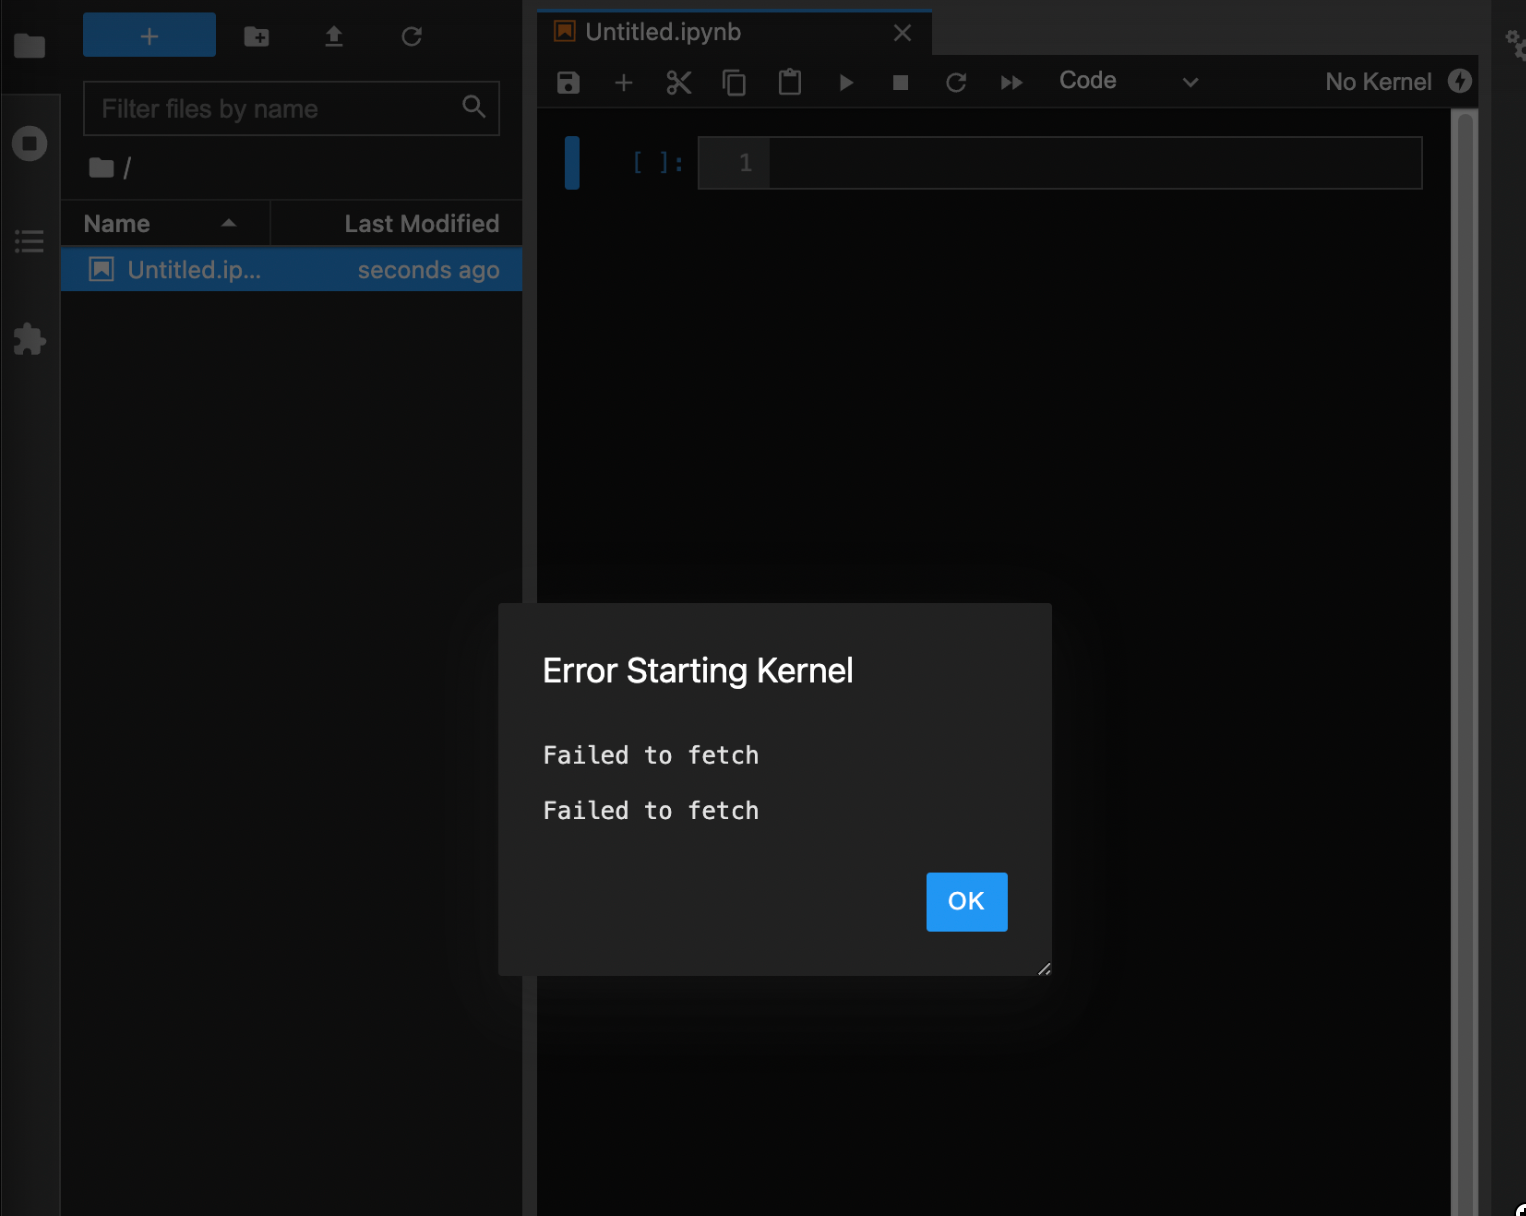 Untitled.ipynb
Code
No Kernel
Filter files by name
/
Name
Last Modified
Untitled.ip...
seconds ago
[ ]:
1
Error Starting Kernel
Failed to fetch
Failed to fetch
OK